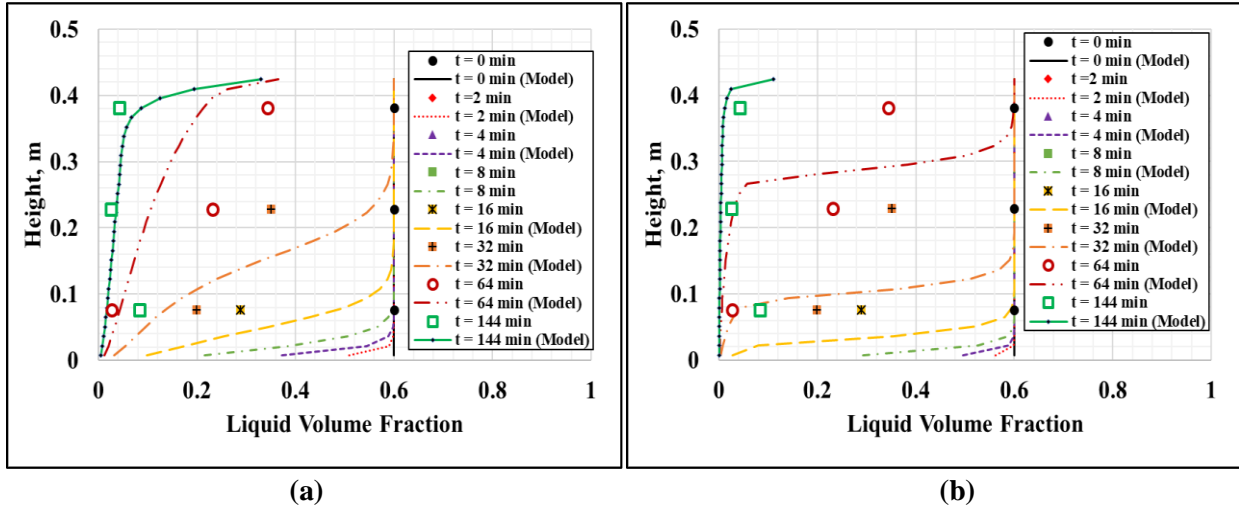 0.5
0.4
0.3
0.2
0.1
0
Height, m
0
0.2
0.4
0.6
0.8
1
Liquid Volume Fraction
t = 0 min
t = 0 min (Model)
t =2 min
t = 2 min (Model)
t = 4 min
t = 4 min (Model)
t = 8 min
t = 8 min
t = 16 min
t = 16 min (Model)
t = 32 min
t = 32 min (Model)
t = 64 min
t = 64 min (Model)
t = 144 min
t = 144 min (Model)
(a)
0.5
0.4
0.3
0.2
0.1
0
Height, m
0
0.2
0.4
0.6
0.8
1
Liquid Volume Fraction
t = 0 min
t = 0 min (Model)
t =2 min
t = 2 min (Model)
t = 4 min
t = 4 min (Model)
t = 8 min
t = 8 min (Model)
t = 16 min
t = 16 min (Model)
t = 32 min
t = 32 min (Model)
t = 64 min
t = 64 min (Model)
t = 144 min
t = 144 min (Model)
(b)